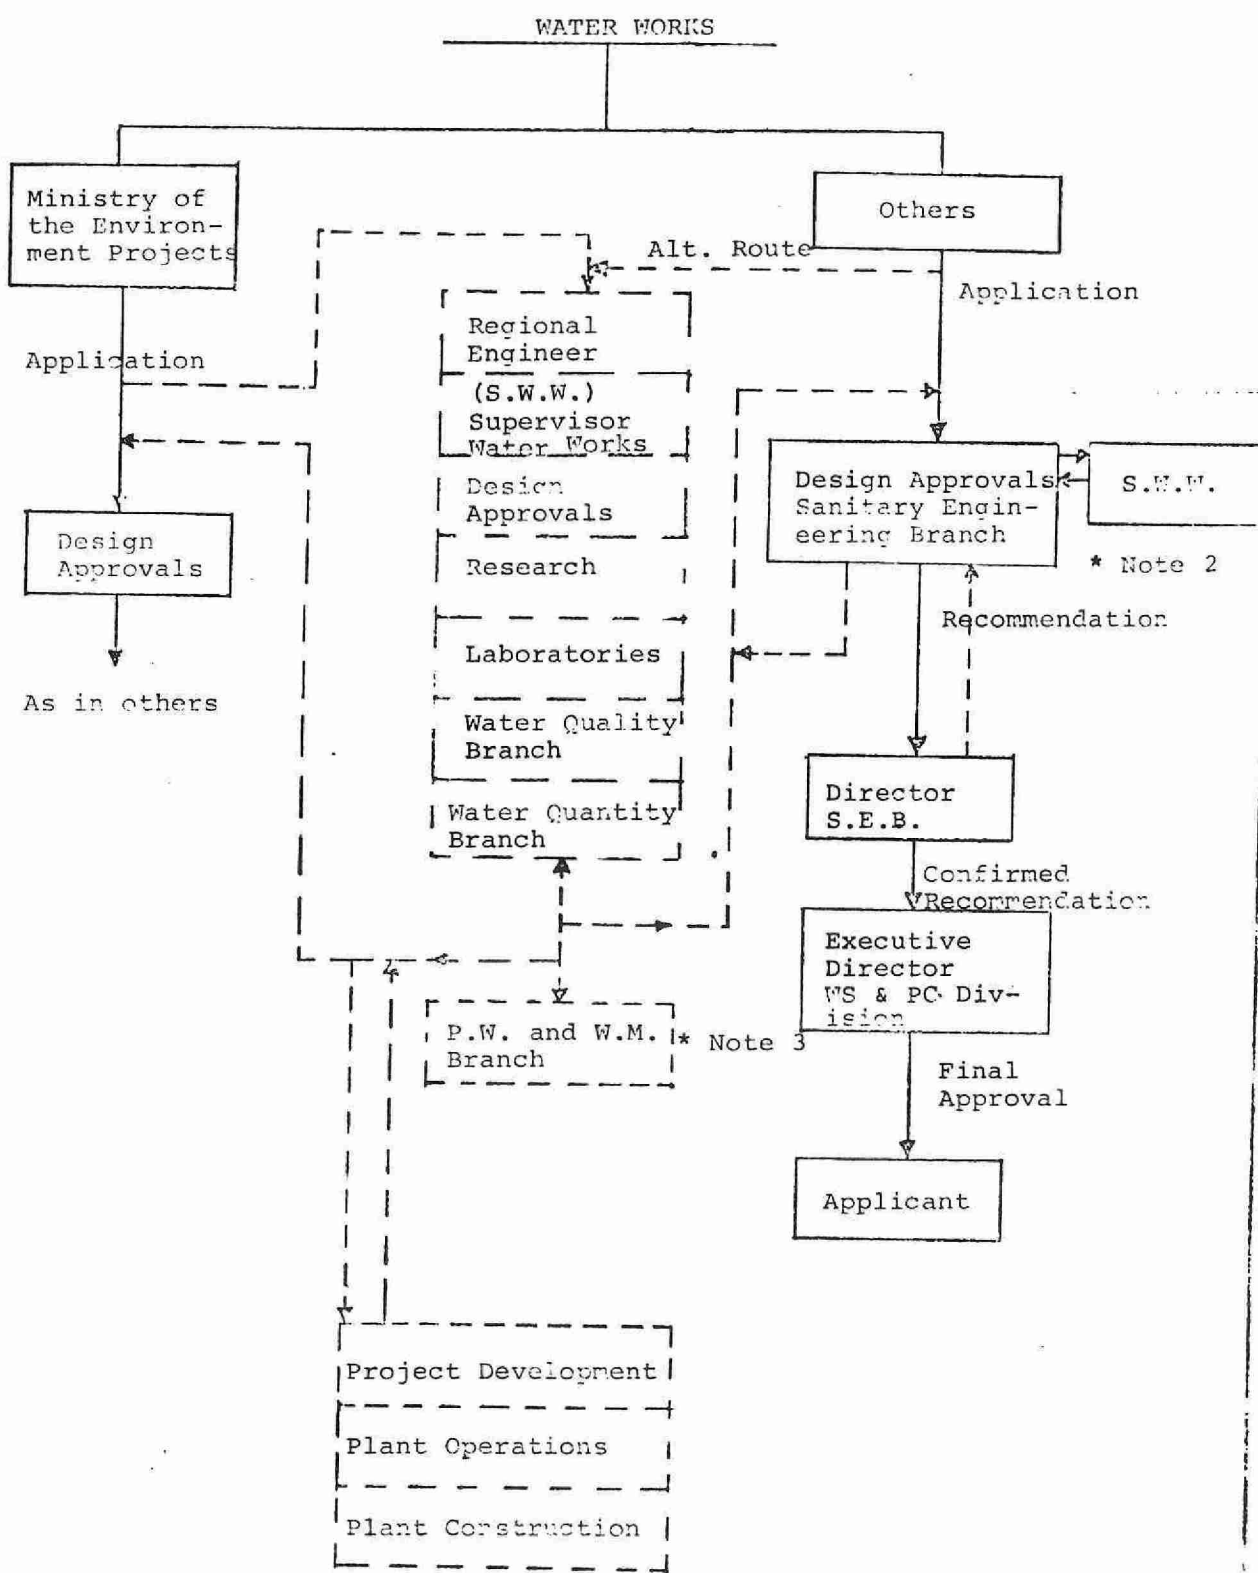 WATER WORKS
Ministry of
the Environ-
ment Projects
Others
Alt. Route
Application
Application
Regional
Engineer
(S.W.W.)
Supervisor
Water Works
Design
Approvals
Research
Laboratories
Water Quality
Branch
Water Quantity
Branch
Design Approvals
Sanitary Engin-
eering Branch
S.W.W.
* Note 2
Design
Approvals
As in others
Recommendation
Director
S.E.B.
Confirmed
Recommendation
Executive
Director
WS & PC Div-
ision
P.W. and W.M.
Branch
* Note 3
Final
Approval
Applicant
Project Development
Plant Operations
Plant Construction